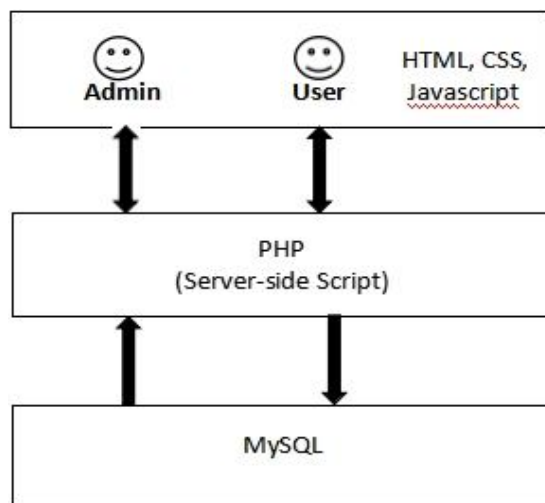 Admin
User
HTML, CSS,
Javascript
PHP
(Server-side Script)
MySQL